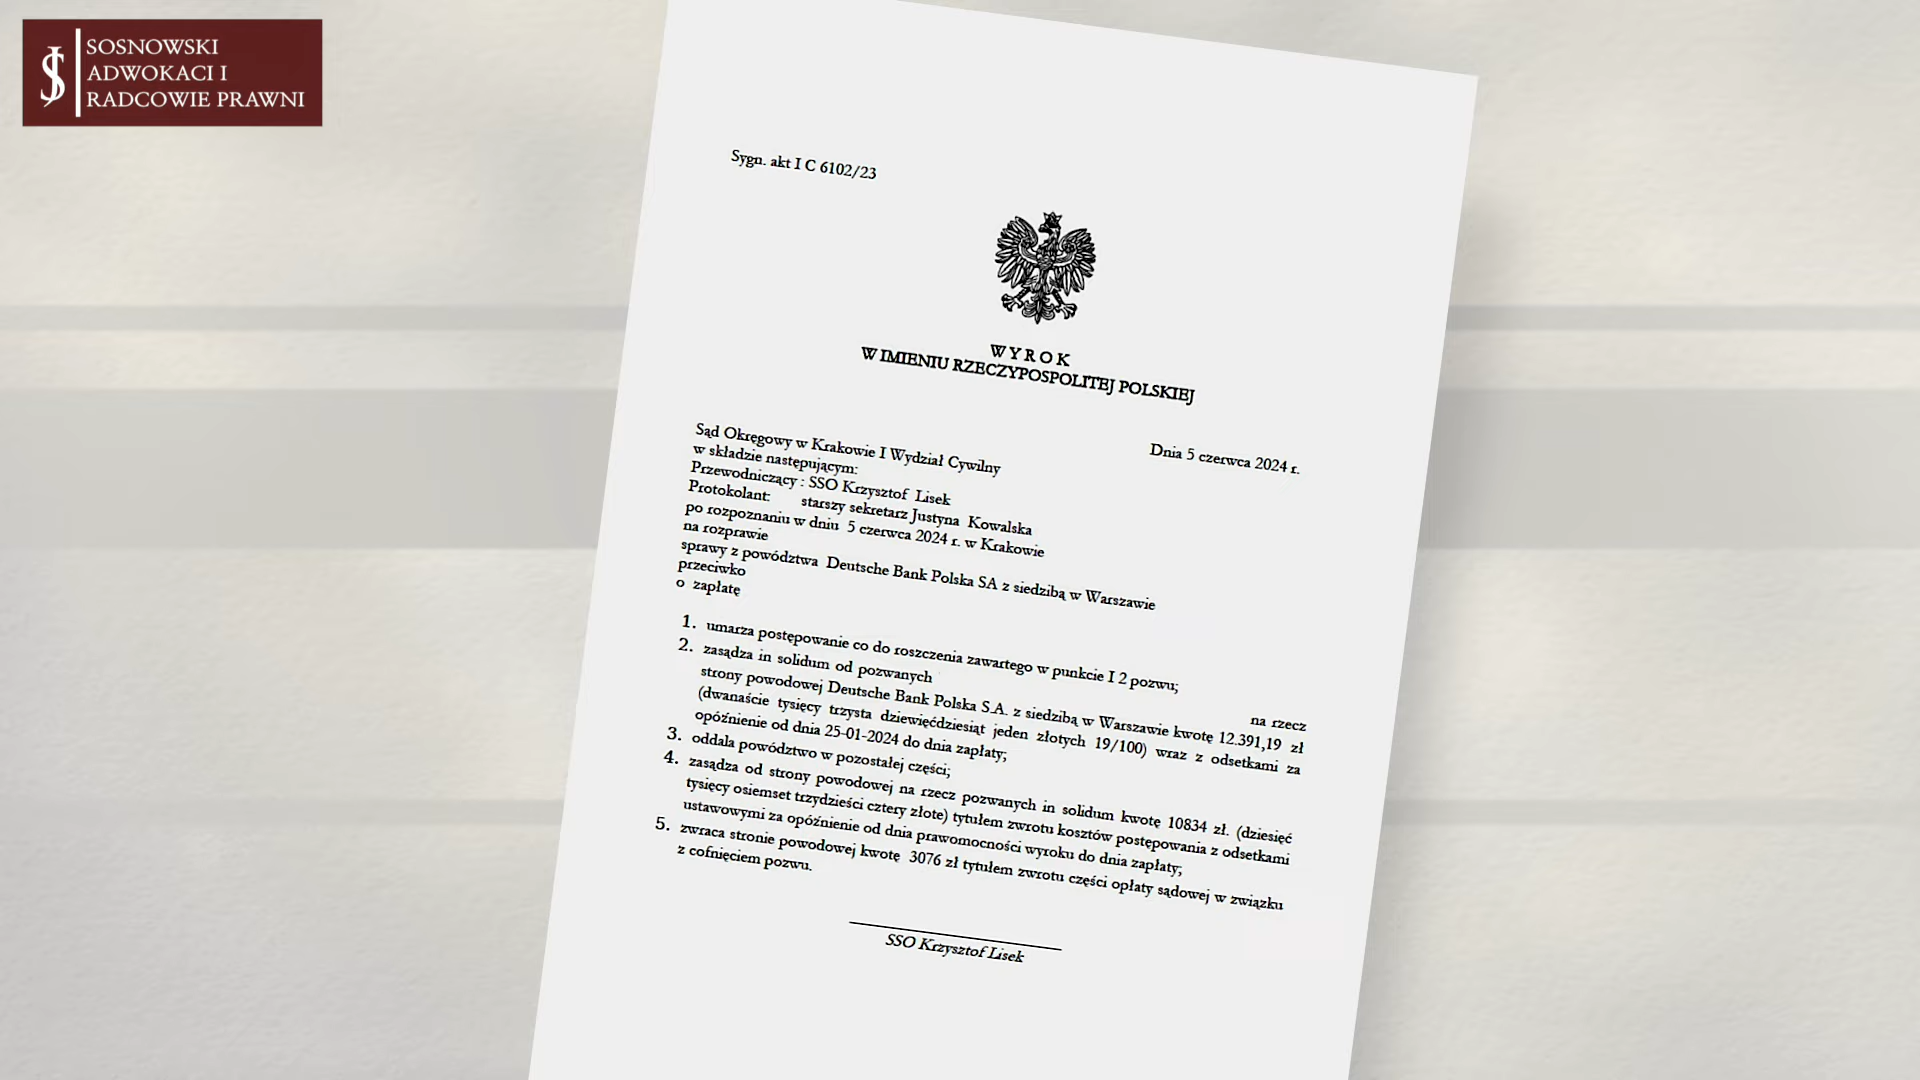 SOSNOWSKI
ADWOKACI I
RADCOWIE PRAWNI
Sygn. akt I C 6102/23
W Y R O K
W IMIENIU RZECZYPOSPOLITEJ POLSKIEJ
Dnia 5 czerwca 2024 r.
Sąd Okręgowy w Krakowie I Wydział Cywilny
w składzie następującym:
Przewodniczący : SSO Krzysztof Lisek
Protokolant: starszy sekretarz Justyna Kowalska
po rozpoznaniu w dniu 5 czerwca 2024 r. w Krakowie
na rozprawie
sprawy z powództwa Deutsche Bank Polska SA z siedzibą w Warszawie
przeciwko
o zapłatę
1. umarza postępowanie co do roszczenia zawartego w punkcie I 2 pozwu;
2. zasądza in solidum od pozwanych na rzecz
strony powodowej Deutsche Bank Polska S.A. z siedzibą w Warszawie kwotę 12.391,19 zł
(dwanaście tysięcy trzysta dziewięćdziesiąt jeden złotych 19/100) wraz z odsetkami za
opóźnienie od dnia 25-01-2024 do dnia zapłaty;
3. oddala powództwo w pozostałej części;
4. zasądza od strony powodowej na rzecz pozwanych in solidum kwotę 10834 zł. (dziesięć
tysięcy osiemset trzydzieści cztery złote) tytułem zwrotu kosztów postępowania z odsetkami
ustawowymi za opóźnienie od dnia prawomocności wyroku do dnia zapłaty;
5. zwraca stronie powodowej kwotę 3076 zł tytułem zwrotu części opłaty sądowej w związku
z cofnięciem pozwu.
SSO Krzysztof Lisek